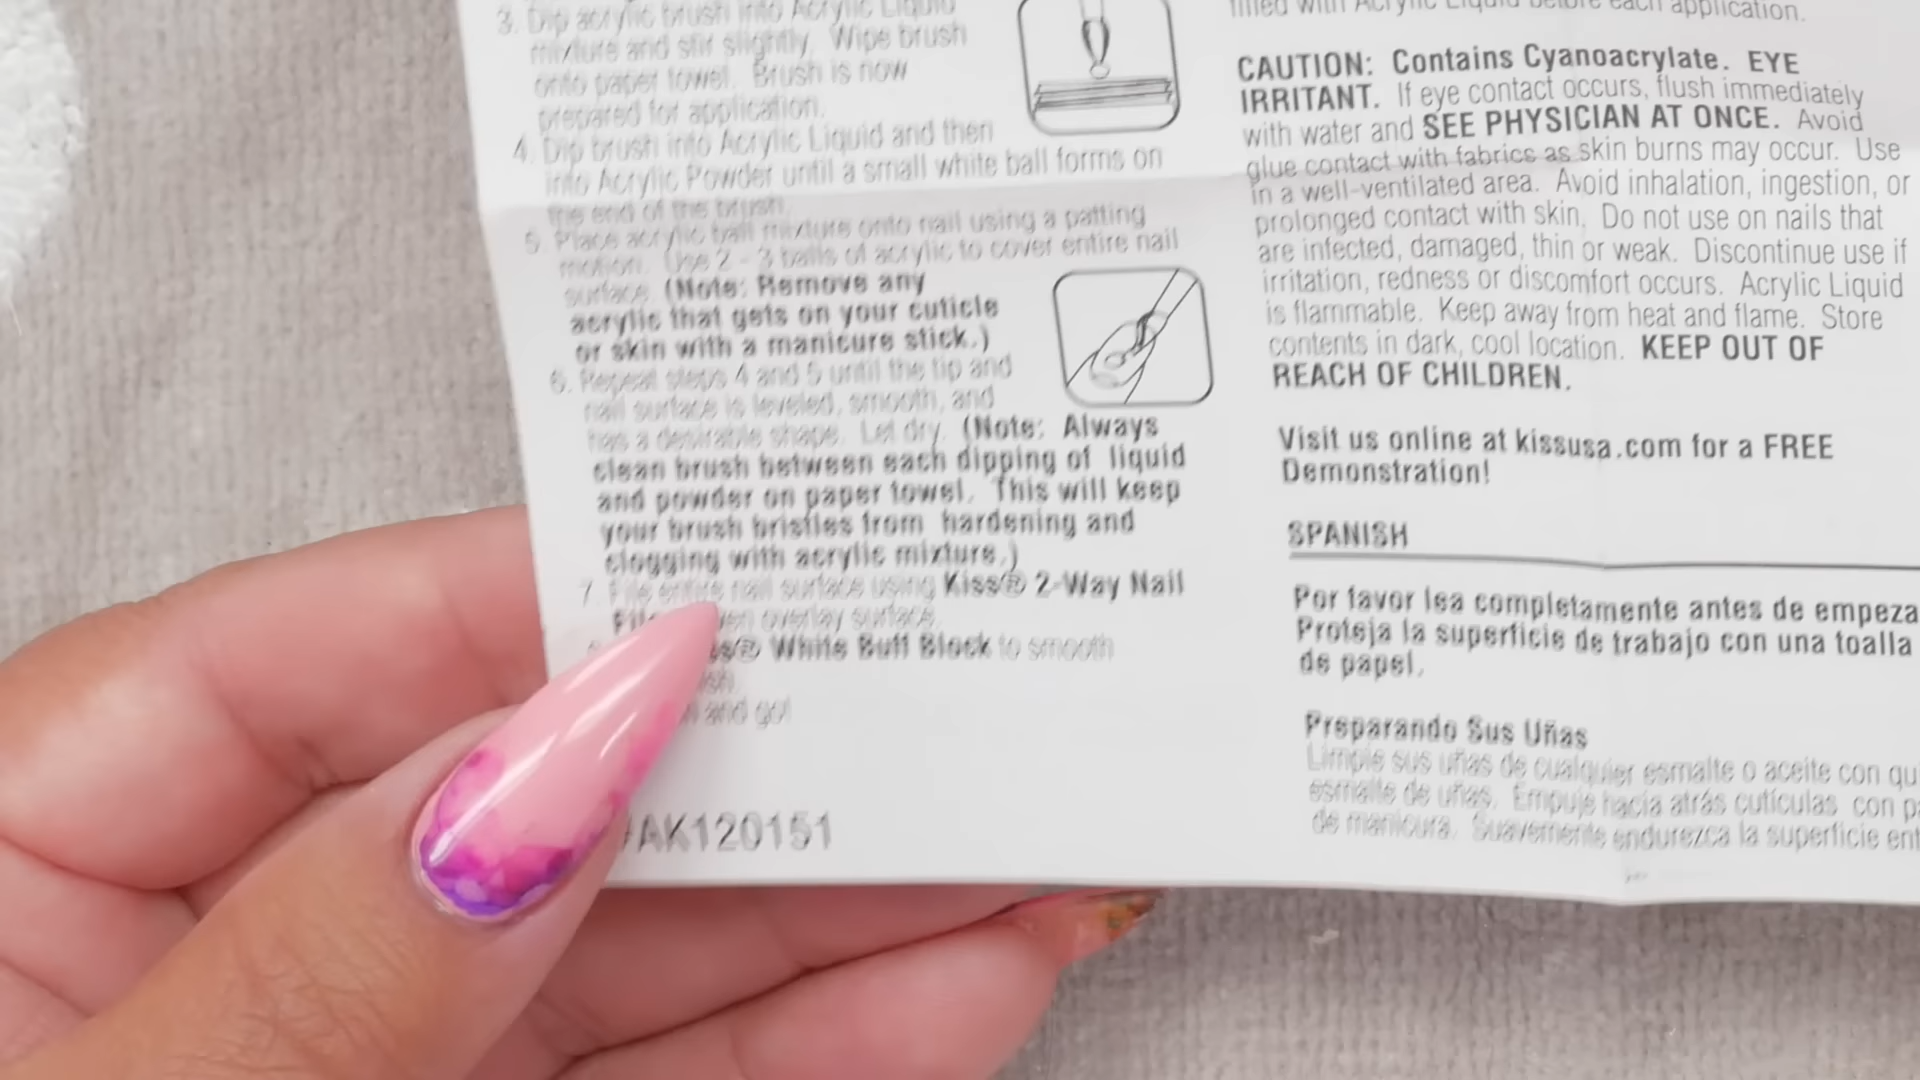 3. Dip acrylic brush into Acrylic Liquid
mixture and stir slightly. Wipe brush
onto paper towel. Brush is now
prepared for application.
4. Dip brush into Acrylic Liquid and then
into Acrylic Powder until a small white ball forms on
the end of the brush.
5. Place acrylic ball mixture onto nail using a patting
motion. Use 2 - 3 balls of acrylic to cover entire nail
surface. (Note: Remove any
acrylic that gets on your cuticle
or skin with a manicure stick.)
6. Repeat steps 4 and 5 until the tip and
nail surface is leveled, smooth, and
has a desirable shape. Let dry. (Note: Always
clean brush between each dipping of liquid
and powder on paper towel. This will keep
your brush bristles from hardening and
clogging with acrylic mixture.)
7. File entire nail surface using Kiss® 2-Way Nail
overlay surface.
White Buff Block to smooth
and go!
#AK120151
filled with Acrylic Liquid before each application.
CAUTION: Contains Cyanoacrylate. EYE
IRRITANT. If eye contact occurs, flush immediately
with water and SEE PHYSICIAN AT ONCE. Avoid
glue contact with fabrics as skin burns may occur. Use
in a well-ventilated area. Avoid inhalation, ingestion, or
prolonged contact with skin. Do not use on nails that
are infected, damaged, thin or weak. Discontinue use if
irritation, redness or discomfort occurs. Acrylic Liquid
is flammable. Keep away from heat and flame. Store
contents in dark, cool location. KEEP OUT OF
REACH OF CHILDREN.
Visit us online at kissusa.com for a FREE
Demonstration!
SPANISH
Por favor lea completamente antes de empeza
Proteja la superficie de trabajo con una toalla
de papel.
Preparando Sus Uñas
Limpie sus uñas de cualquier esmalte o aceite con qu
esmalte de uñas. Empuje hacia atrás cutículas con p
de manicura. Suavemente endurezca la superficie ent